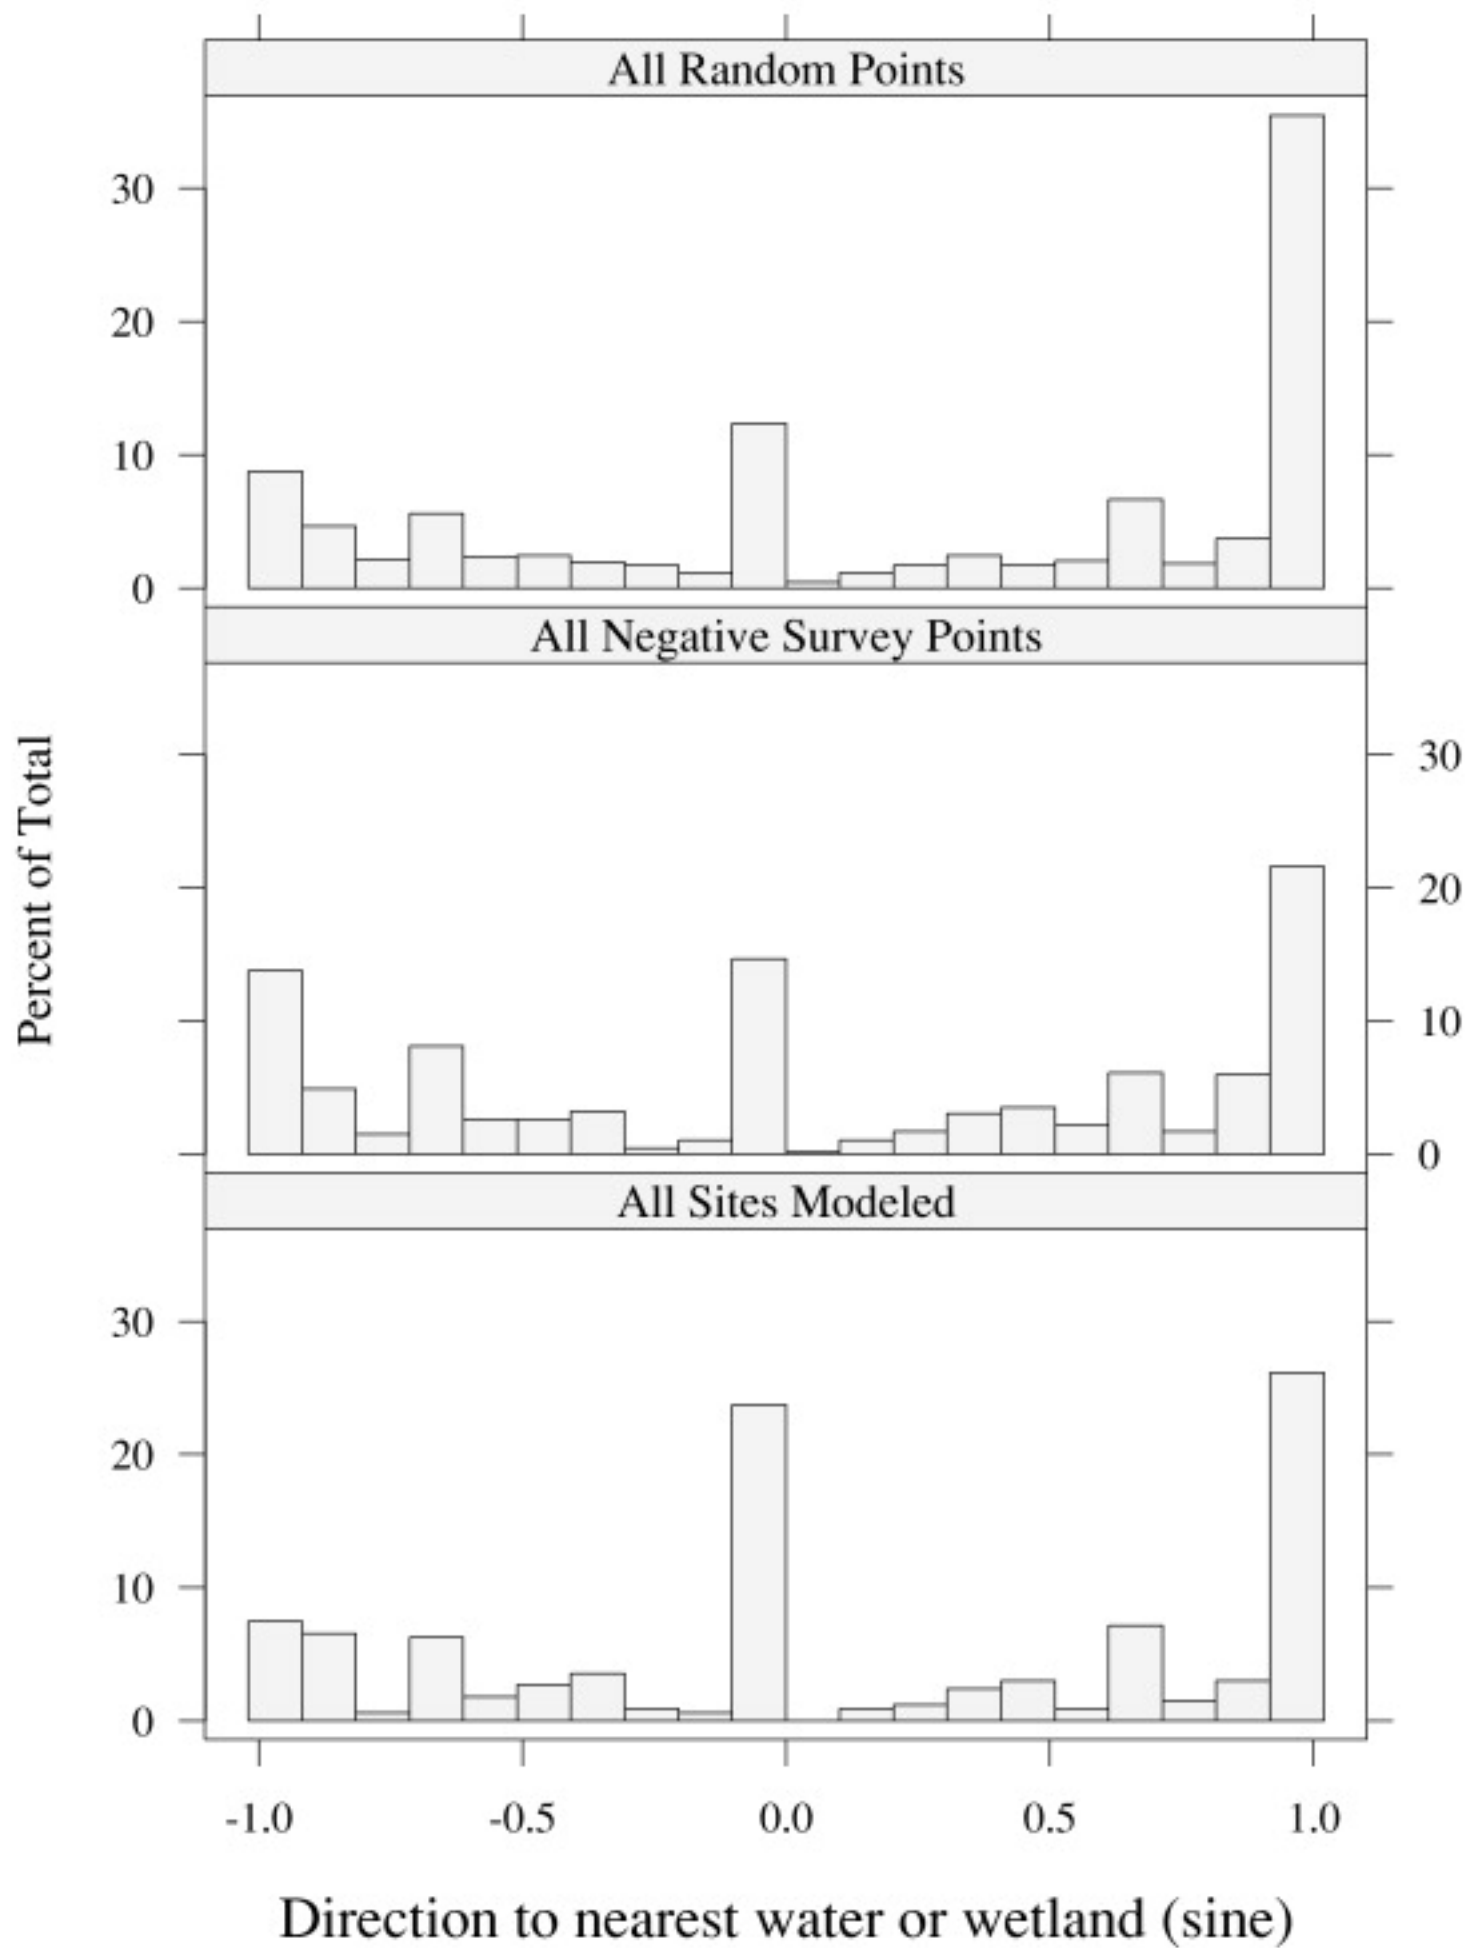 All Random Points
30
20
10
0
All Negative Survey Points
30
20
10
0
Percent of Total
All Sites Modeled
30
20
10
0
-1.0 -0.5 0.0 0.5 1.0
Direction to nearest water or wetland (sine)